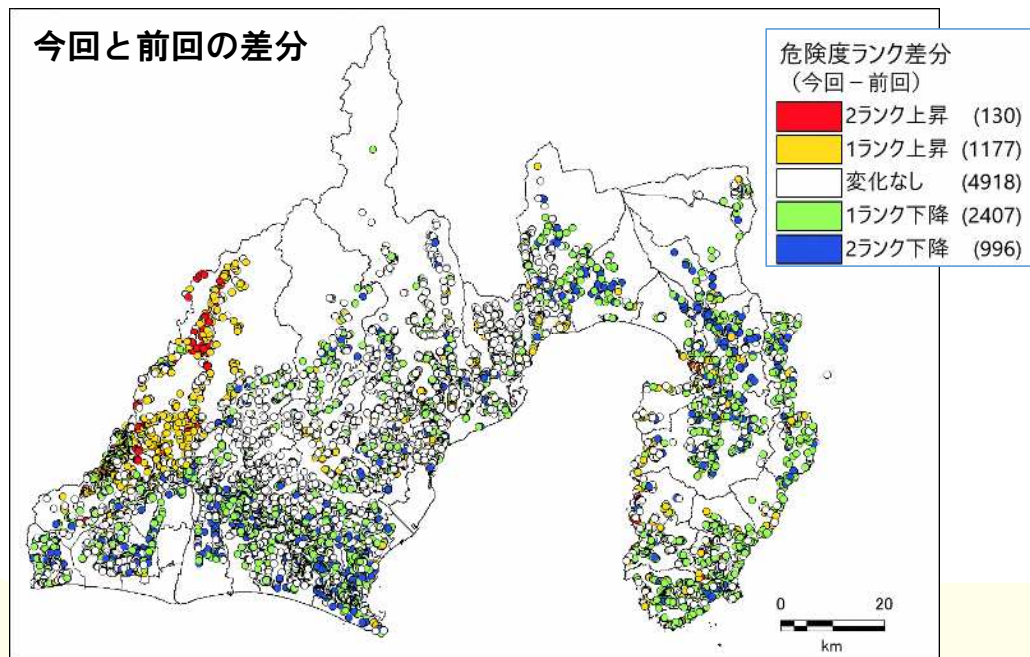 今回と前回の差分
危険度ランク差分
（今回－前回）
2ランク上昇 (130)
1ランク上昇 (1177)
変化なし (4918)
1ランク下降 (2407)
2ランク下降 (996)
0 20
km